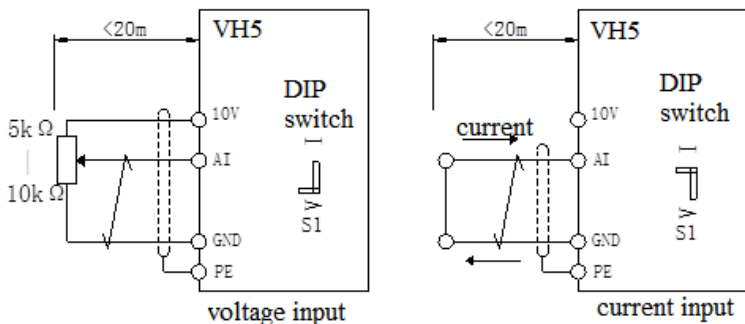 <20m
VH5
DIP
switch
10V
5k Ω
|
10k Ω
AI
I
V
S1
GND
PE
voltage input
<20m
VH5
DIP
switch
10V
current
AI
I
V
S1
GND
PE
current input